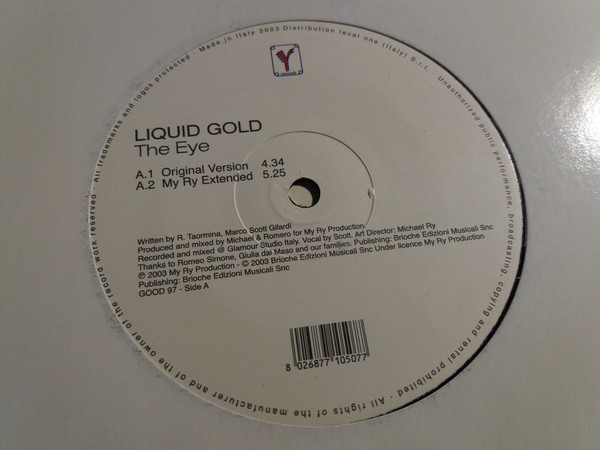 LIQUID GOLD
The Eye
A.1 Original Version 4.34
A.2 My Ry Extended 5.25
Written by R. Taormina, Marco Scott Gilardi
Produced and mixed by Michael & Romero for My Ry Production
Recorded and mixed @ Glamour Studio Italy. Vocal by Scott. Art Director: Michael Ry
Thanks to Romeo Simone, Giulia dai Maso and our families. Publishing: Brioche Edizioni Musicali Snc
℗ 2003 My Ry Production - © 2003 Brioche Edizioni Musicali Snc Under licence My Ry Production
Publishing: Brioche Edizioni Musicali Snc
GOOD 97 - Side A
8 026877 105077
All rights of the manufacturer and of the owner of the record work reserved · All trademarks and logos protected · Made in Italy 2003 Distribution level one (Italy) S.r.l. · Unauthorized public performance, broadcasting, copying and rental prohibited ·